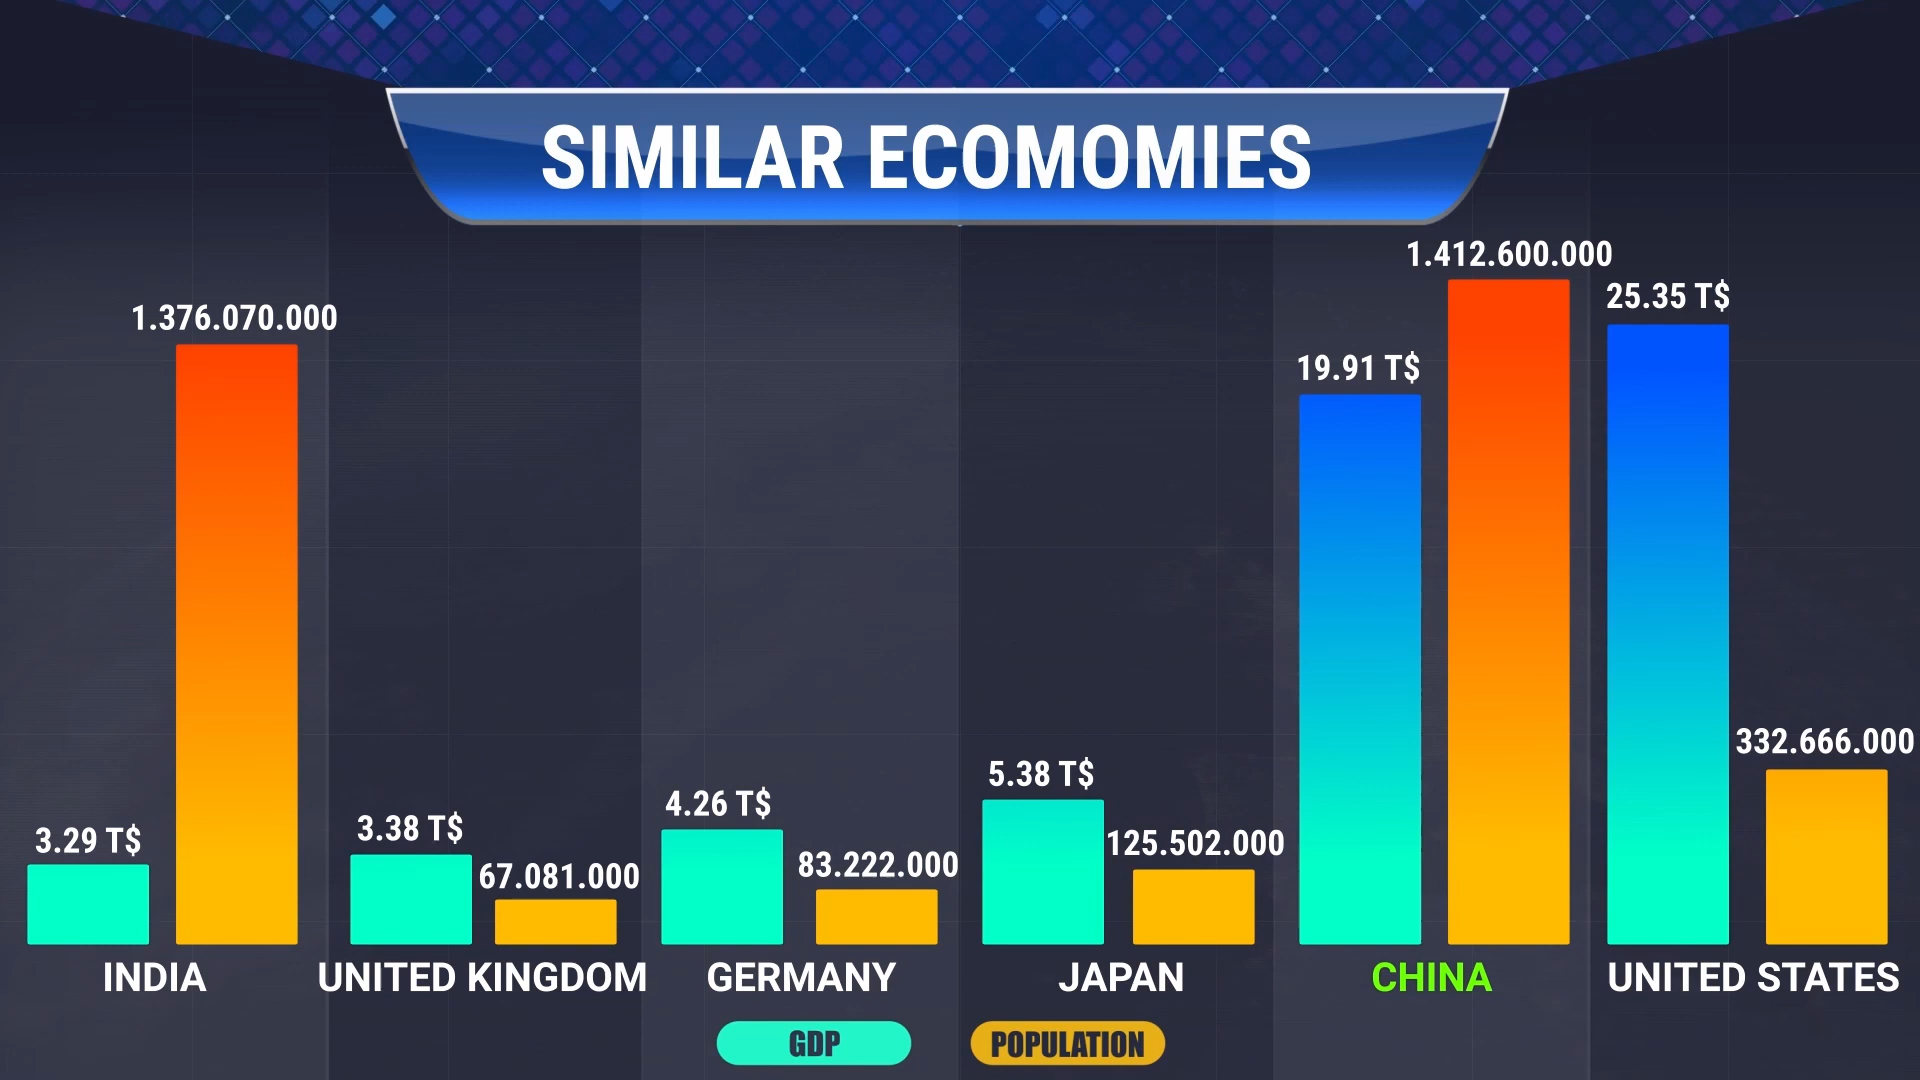 SIMILAR ECOMOMIES
1.412.600.000
25.35 T$
1.376.070.000
19.91 T$
332.666.000
5.38 T$
4.26 T$
3.38 T$
3.29 T$
125.502.000
83.222.000
67.081.000
INDIA
UNITED KINGDOM
GERMANY
JAPAN
CHINA
UNITED STATES
GDP
POPULATION